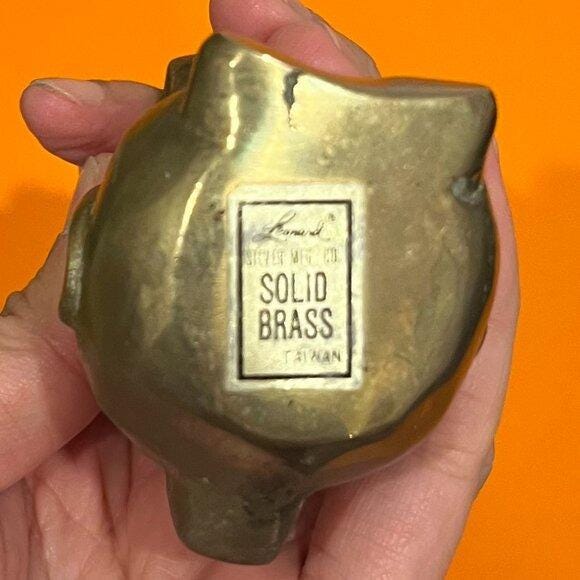 Leonard
SILVER MFG. CO.
SOLID
BRASS
TAIWAN